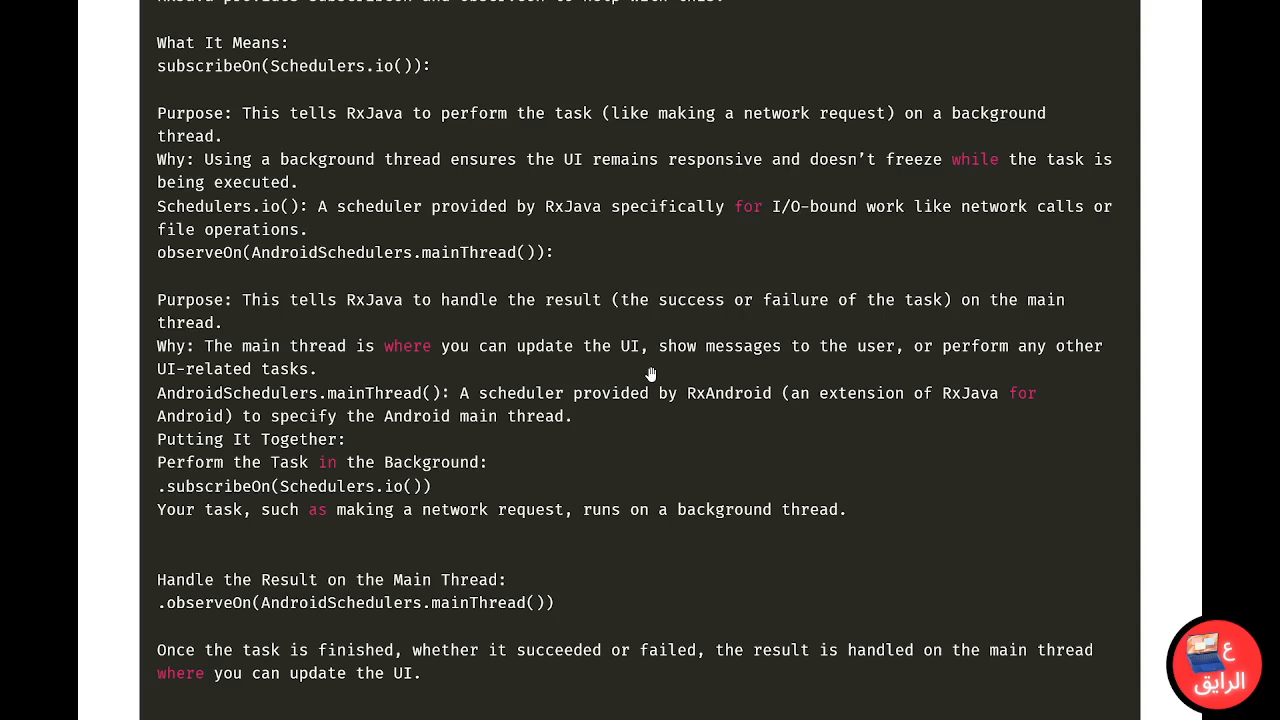 RxJava provides subscribeOn and observeOn to help with this.
What It Means:
subscribeOn(Schedulers.io()):
Purpose: This tells RxJava to perform the task (like making a network request) on a background
thread.
Why: Using a background thread ensures the UI remains responsive and doesn’t freeze while the task is
being executed.
Schedulers.io(): A scheduler provided by RxJava specifically for I/O-bound work like network calls or
file operations.
observeOn(AndroidSchedulers.mainThread()):
Purpose: This tells RxJava to handle the result (the success or failure of the task) on the main
thread.
Why: The main thread is where you can update the UI, show messages to the user, or perform any other
UI-related tasks.
AndroidSchedulers.mainThread(): A scheduler provided by RxAndroid (an extension of RxJava for
Android) to specify the Android main thread.
Putting It Together:
Perform the Task in the Background:
.subscribeOn(Schedulers.io())
Your task, such as making a network request, runs on a background thread.
Handle the Result on the Main Thread:
.observeOn(AndroidSchedulers.mainThread())
Once the task is finished, whether it succeeded or failed, the result is handled on the main thread
where you can update the UI.
ع
الرايق